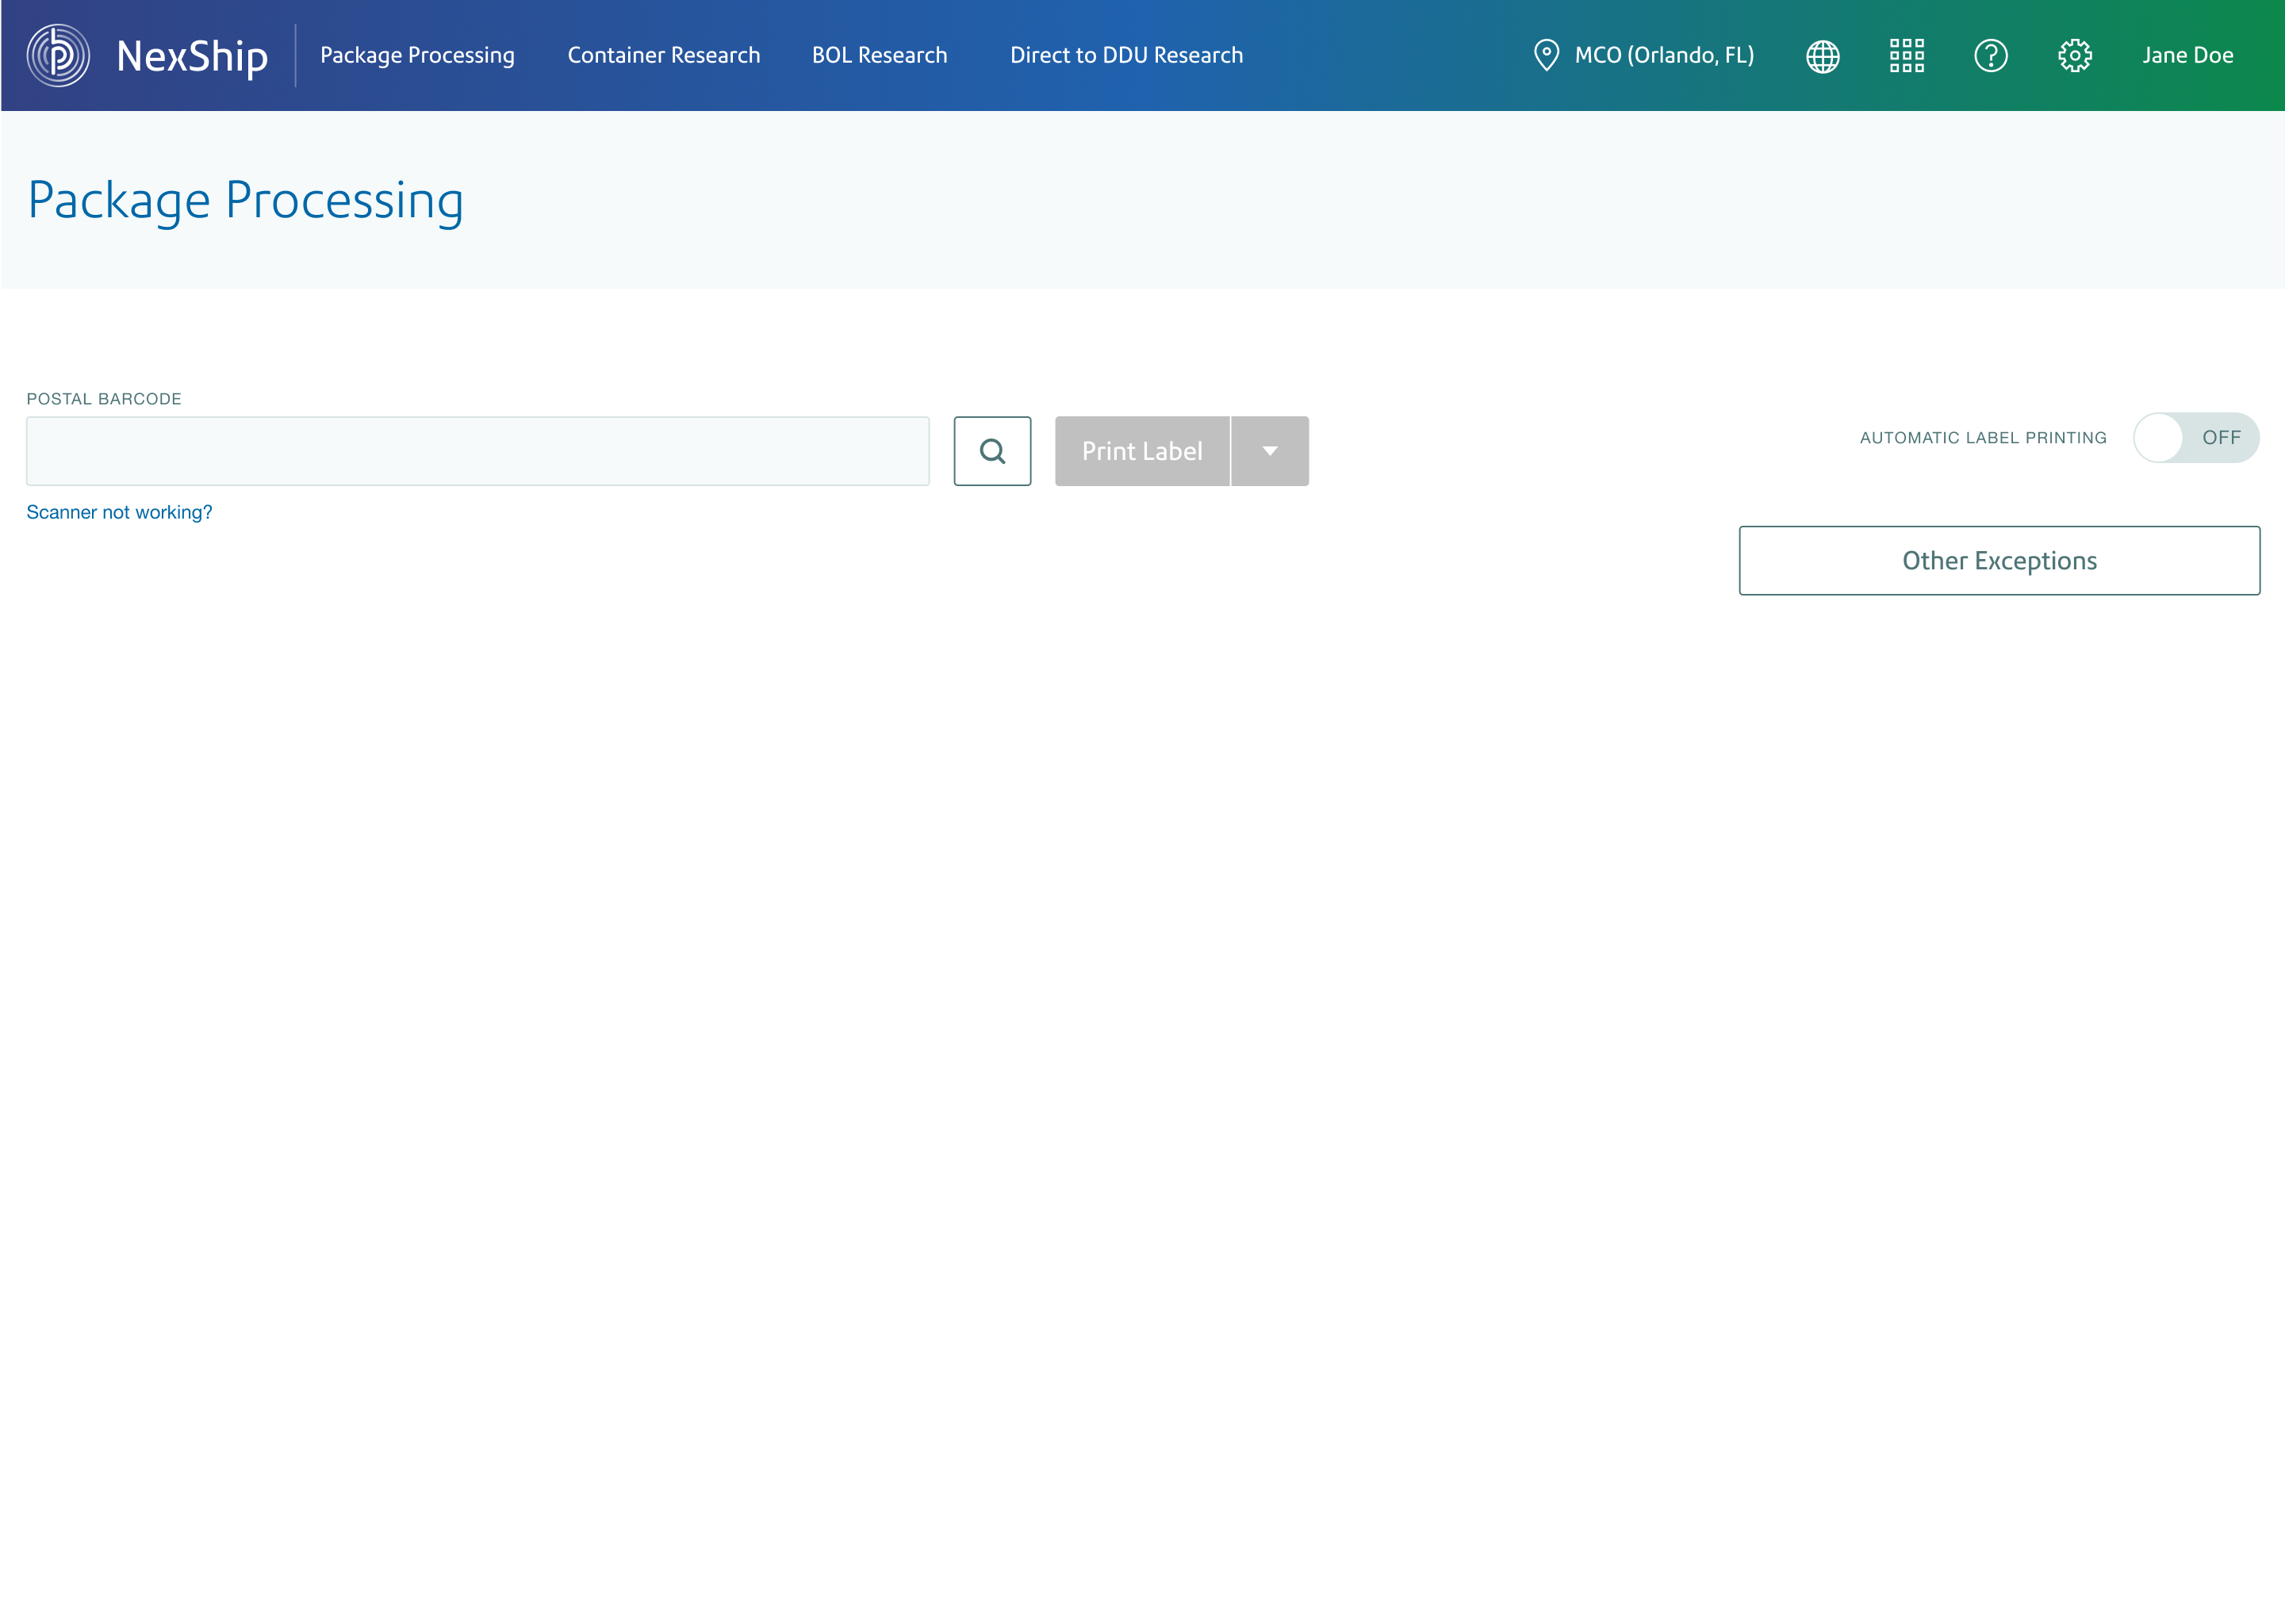 NexShip
Package Processing
Container Research
BOL Research
Direct to DDU Research
MCO (Orlando, FL)
Jane Doe
Package Processing
POSTAL BARCODE
Print Label
AUTOMATIC LABEL PRINTING
OFF
Scanner not working?
Other Exceptions